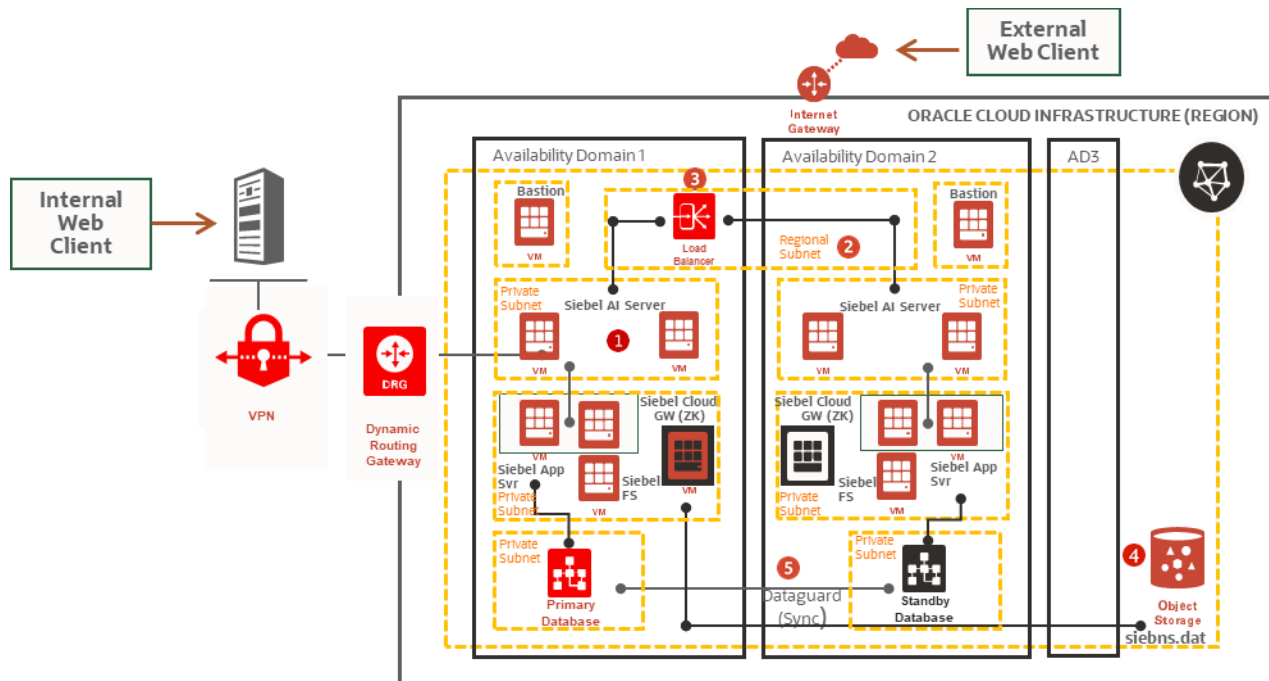 External
Web Client
Internet
Gateway
ORACLE CLOUD INFRASTRUCTURE (REGION)
Internal
Web
Client
VPN
DRG
Dynamic
Routing
Gateway
Availability Domain 1
Bastion
VM
3
Load
Balancer
Private
Subnet
Siebel AI Server
1
VM
VM
Siebel Cloud
GW (ZK)
VM
Siebel App
Svr
Private
Subnet
Siebel
FS
VM
VM
Private
Subnet
Primary
Database
Availability Domain 2
Regional
Subnet
2
Bastion
VM
Siebel AI Server
Private
Subnet
VM
VM
Siebel Cloud
GW (ZK)
VM
Siebel
FS
Siebel App
Svr
Private
Subnet
VM
Private
Subnet
Standby
Database
5
Dataguard
(Sync)
AD3
4
Object
Storage
siebns.dat